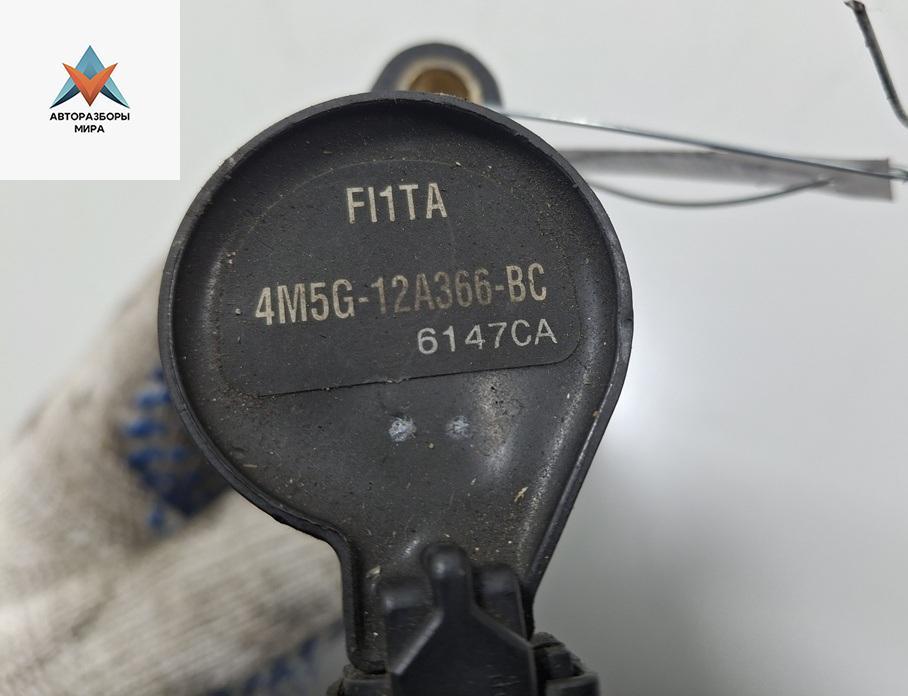 АВТОРАЗБОРЫ
МИРА
FI1TA
4M5G-12A366-BC
6147CA